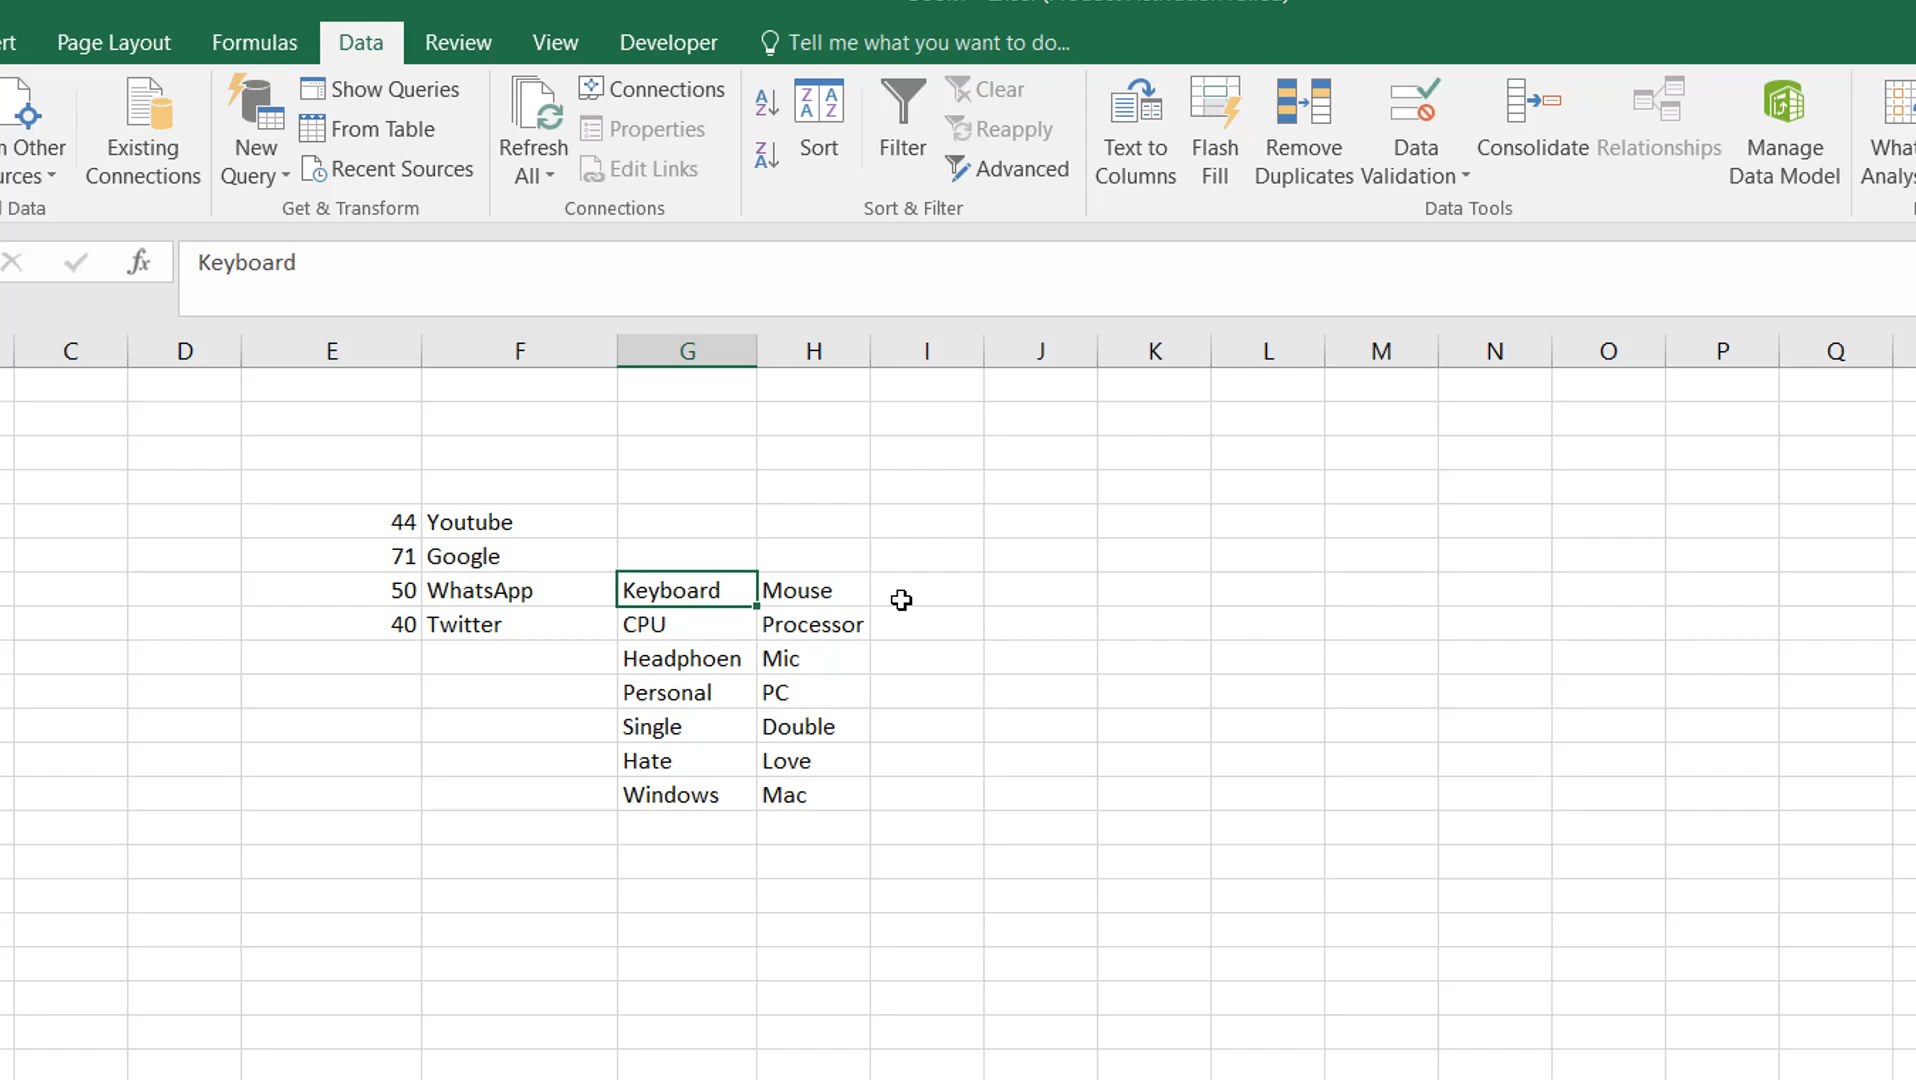 Page Layout Formulas Data Review View Developer Tell me what you want to do...
Show Queries Connections Clear
From Table Properties Reapply
n Other Existing New Refresh Sort Filter Text to Flash Remove Data Consolidate Relationships Manage What
Recent Sources Edit Links Advanced
Connections Query All Columns Fill Duplicates Validation Data Model
Data Get & Transform Connections Sort & Filter Data Tools
fx Keyboard
C D E F G H I J K L M N O P Q
44 Youtube
71 Google
50 WhatsApp Keyboard Mouse
40 Twitter CPU Processor
Headphoen Mic
Personal PC
Single Double
Hate Love
Windows Mac